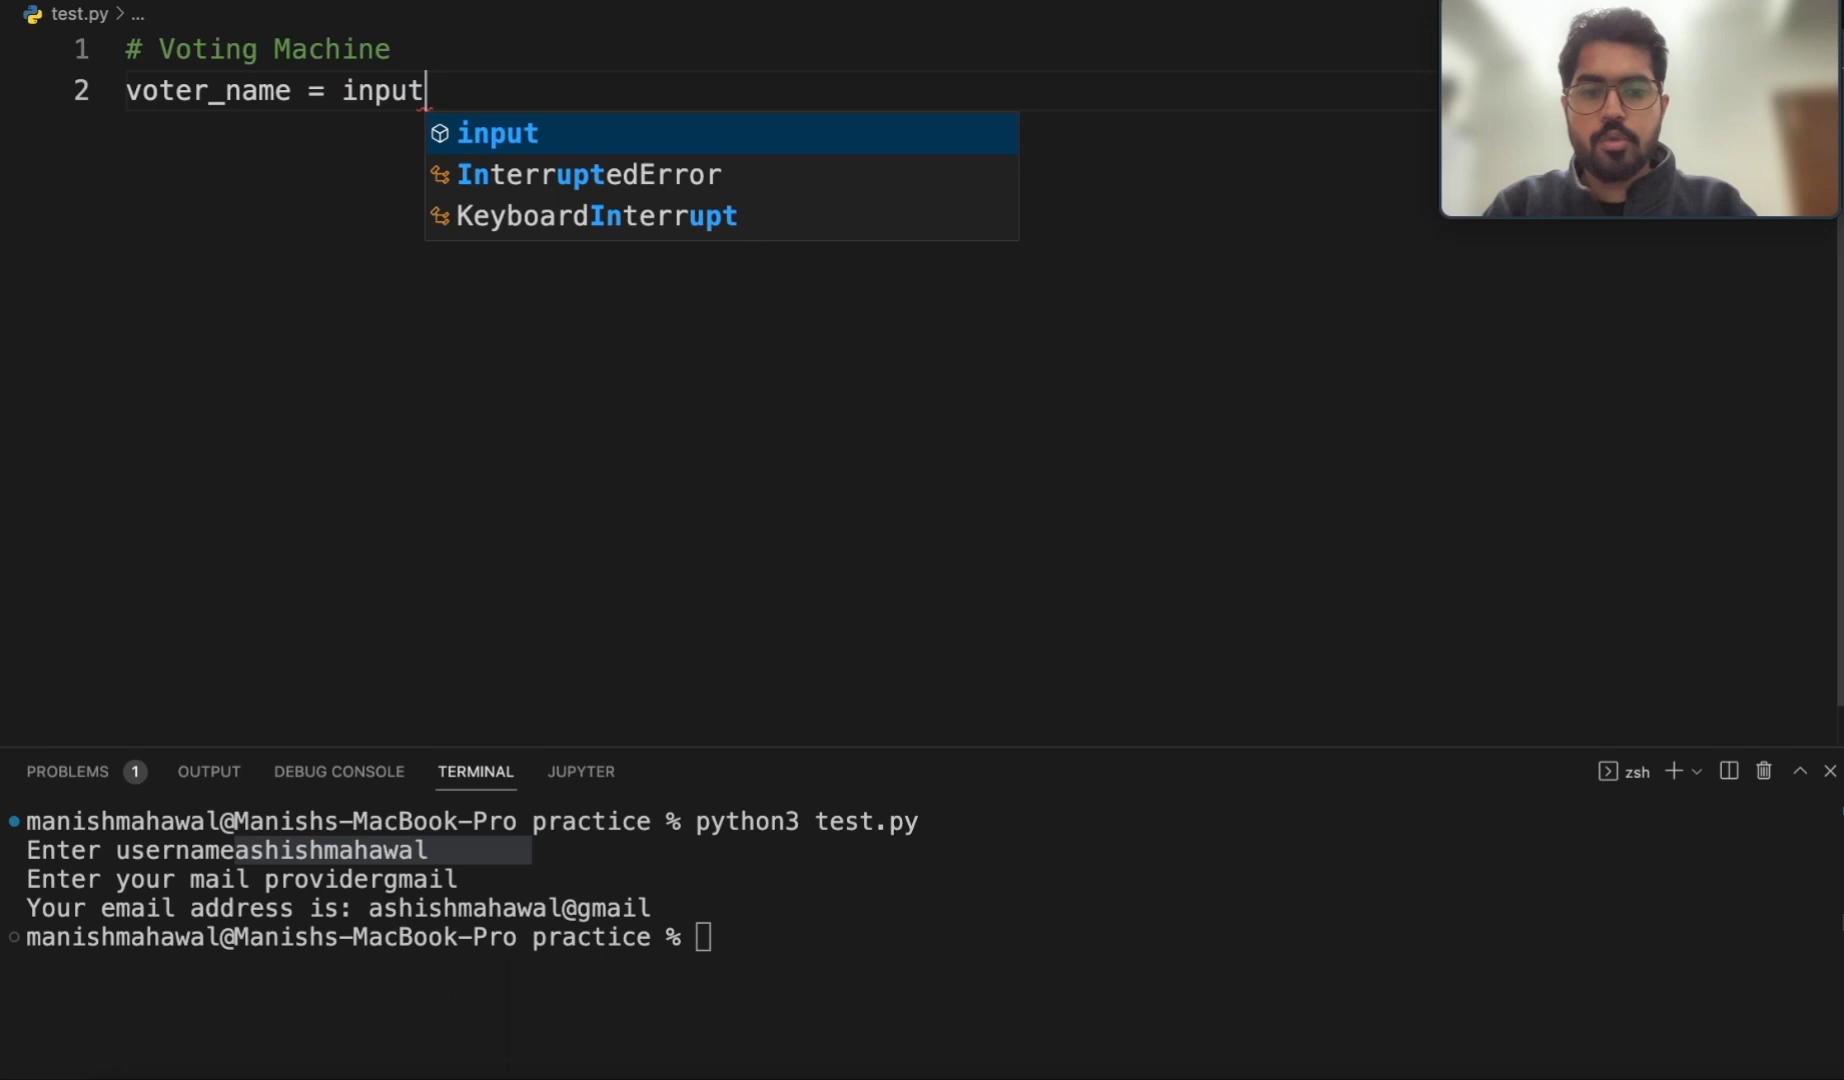 test.py > ...
1 # Voting Machine
2 voter_name = input
input
InterruptedError
KeyboardInterrupt
PROBLEMS 1 OUTPUT DEBUG CONSOLE TERMINAL JUPYTER zsh
manishmahawal@Manishs-MacBook-Pro practice % python3 test.py
Enter usernameashishmahawal
Enter your mail providergmail
Your email address is: ashishmahawal@gmail
manishmahawal@Manishs-MacBook-Pro practice %